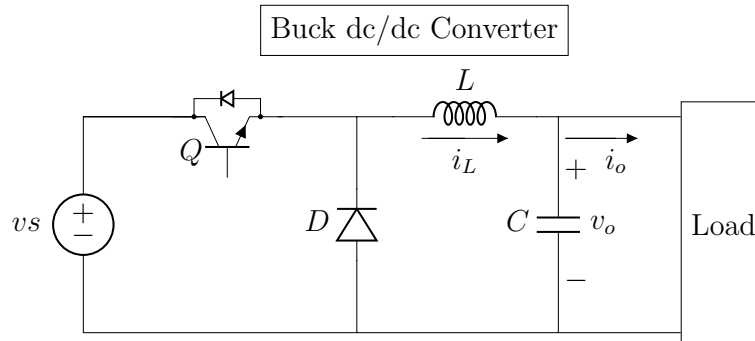 Buck dc/dc Converter
L
Q
i_L
i_o
+
vs
+
−
D
C
v_o
Load
−